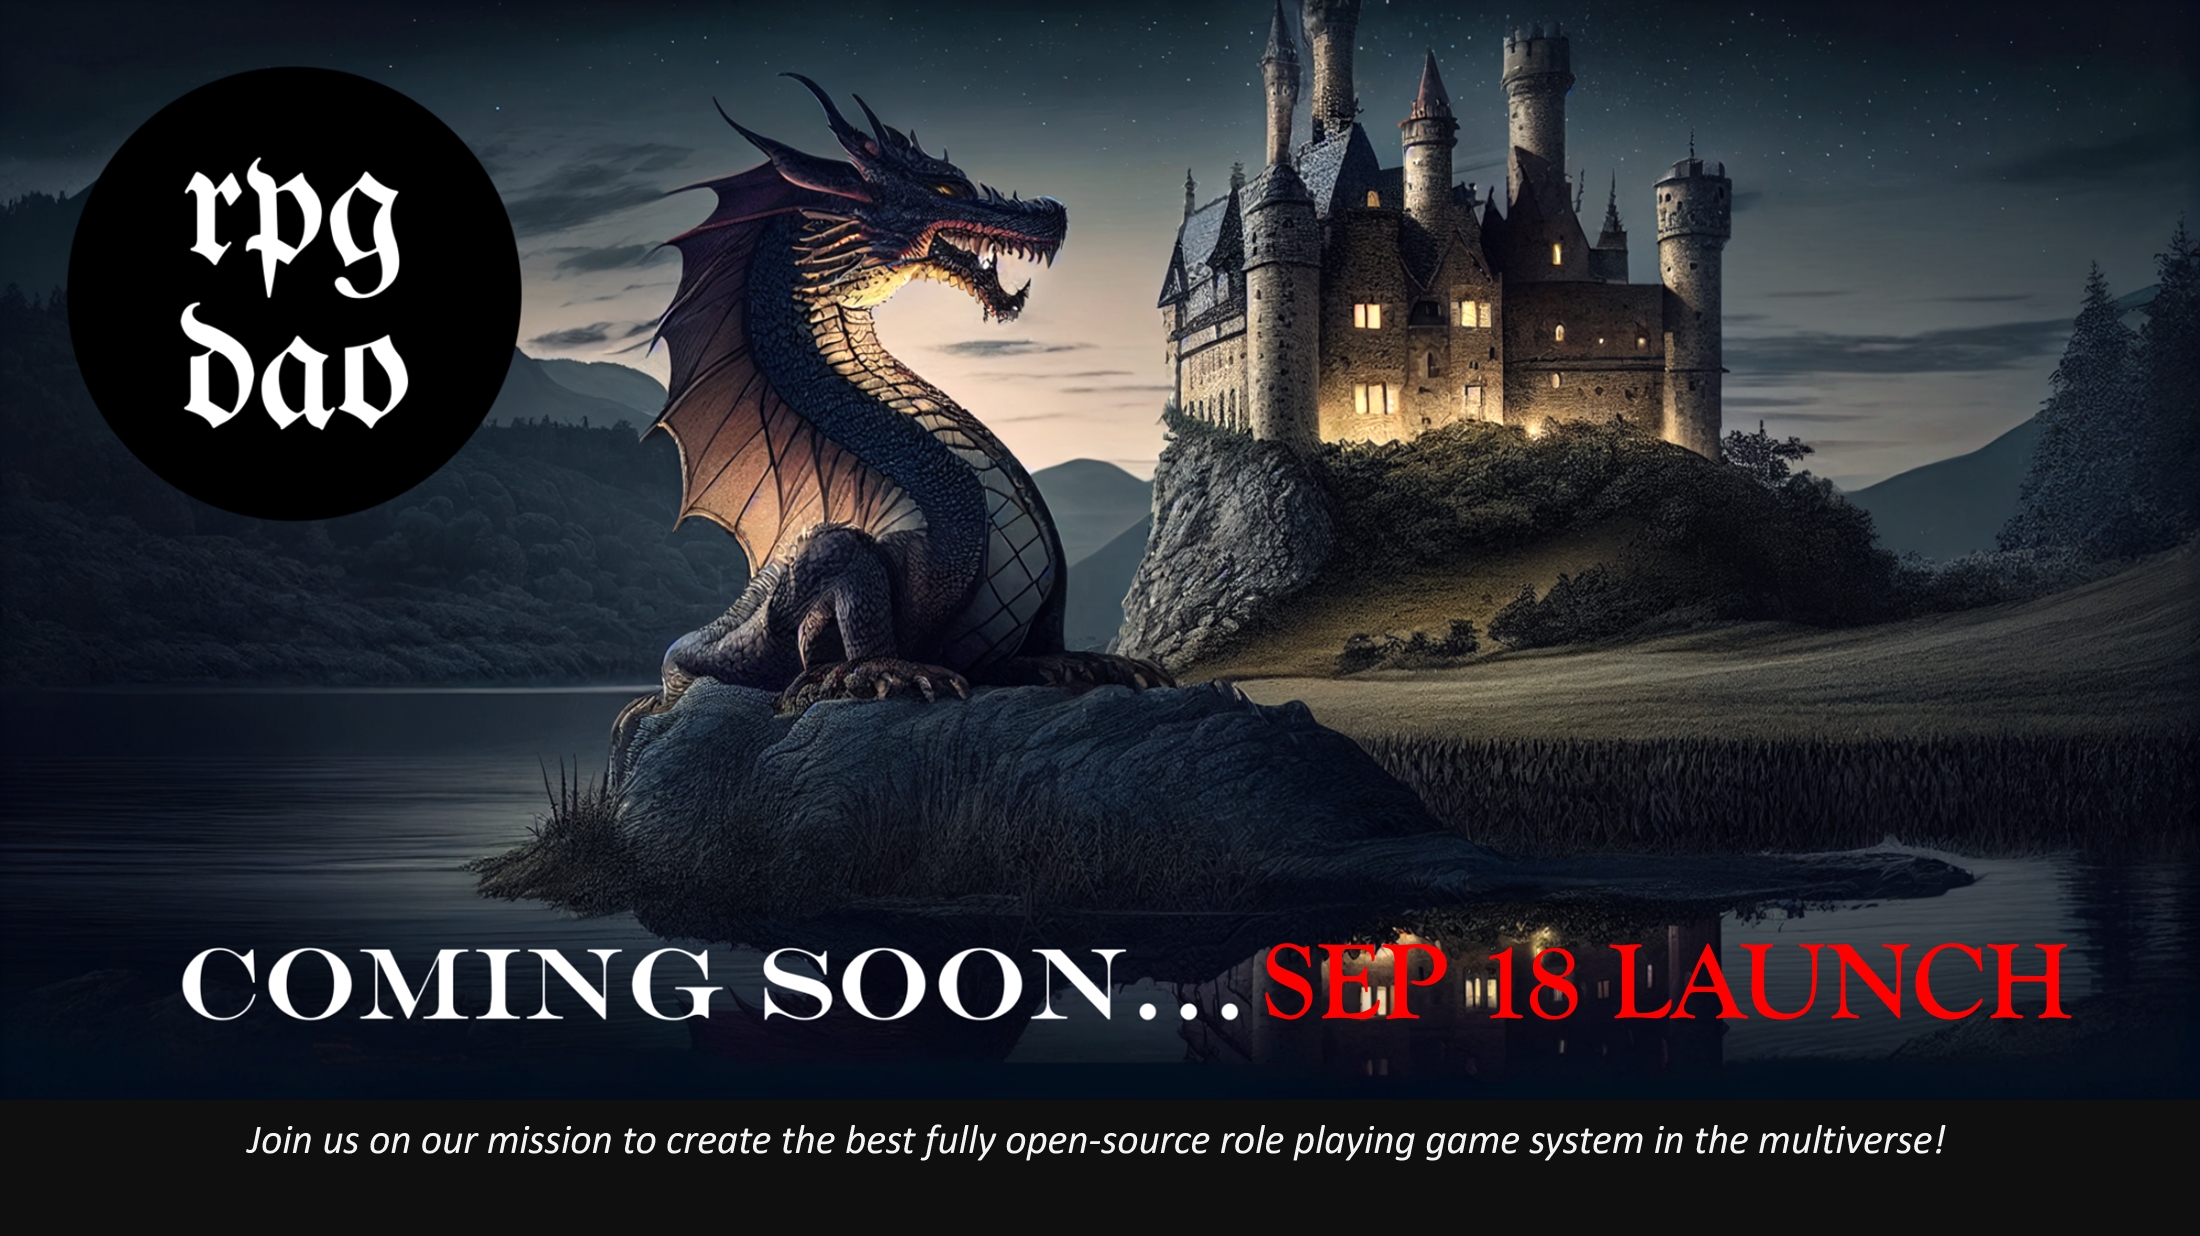 rpg
dao
COMING SOON... SEP 18 LAUNCH
Join us on our mission to create the best fully open-source role playing game system in the multiverse!